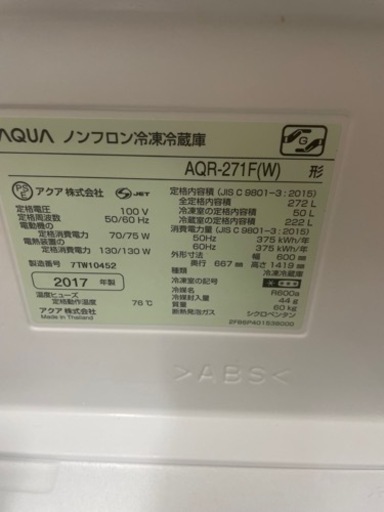 AQUA ノンフロン冷凍冷蔵庫
G
AQR-271F(W) 形
PS E アクア株式会社 S JET
定格電圧 100 V
定格周波数 50/60 Hz
電動機の
定格消費電力 70/75 W
電熱装置の
定格消費電力 130/130 W
製造番号 7TW10452
2017 年製
温度ヒューズ
定格動作温度 76℃
アクア株式会社
Made in Thailand
定格内容積 (JIS C 9801-3:2015)
全定格内容積 272 L
冷凍室の定格内容積 50 L
冷蔵室の定格内容積 222 L
消費電力量 (JIS C 9801-3:2015)
50Hz 375 kWh/年
60Hz 375 kWh/年
外形寸法 幅 600 mm
奥行 667 mm 高さ 1419 mm
種類 冷凍冷蔵庫
冷凍室の記号
冷媒名 R600a
冷媒封入量 44 g
質量 60 kg
断熱発泡ガス シクロペンタン
>ABS<